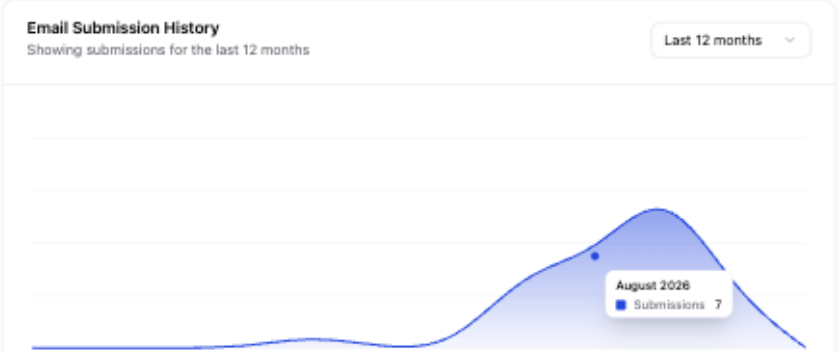 Email Submission History
Showing submissions for the last 12 months
Last 12 months
August 2026
Submissions 7